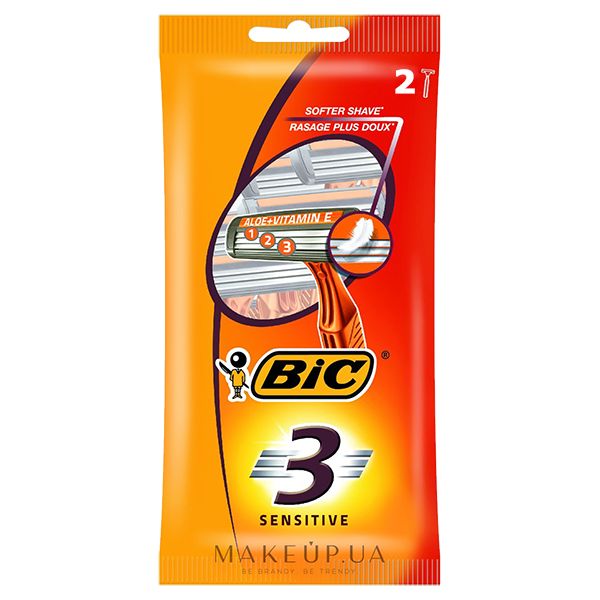 2
SOFTER SHAVE*
RASAGE PLUS DOUX*
ALOE+VITAMIN E
1 2 3
BiC®
3
SENSITIVE
MAKEUP.UA
BE BRANDY. BE TRENDY